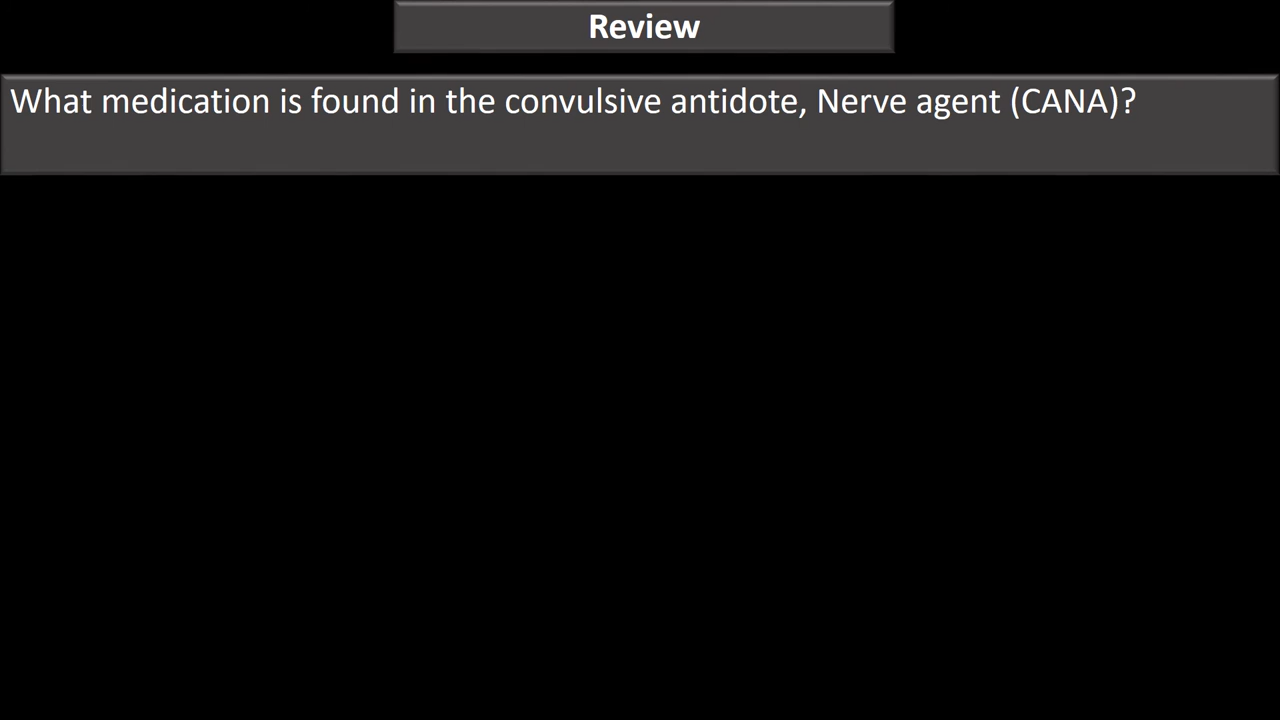 Review
What medication is found in the convulsive antidote, Nerve agent (CANA)?